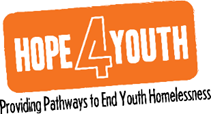 HOPE 4 YOUTH
Providing Pathways to End Youth Homelessness